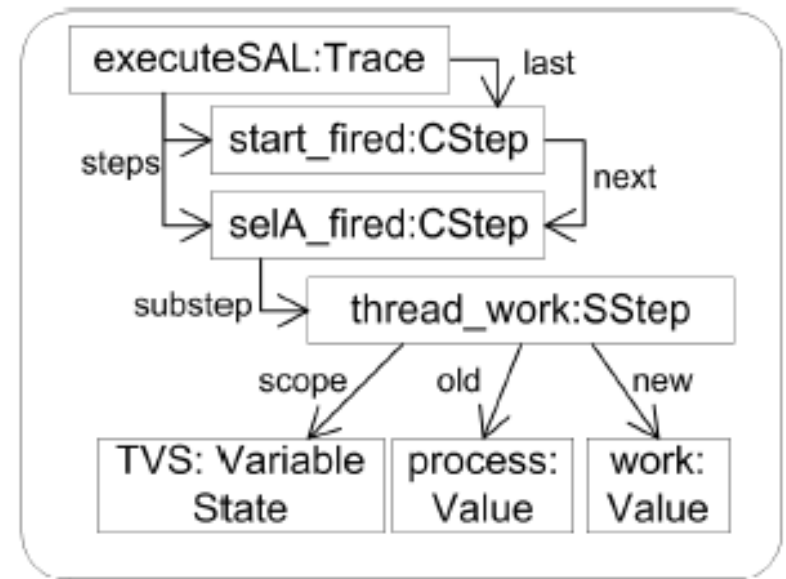 executeSAL:Trace
last
start_fired:CStep
steps
next
selA_fired:CStep
substep
thread_work:SStep
scope
old
new
TVS: Variable
State
process:
Value
work:
Value